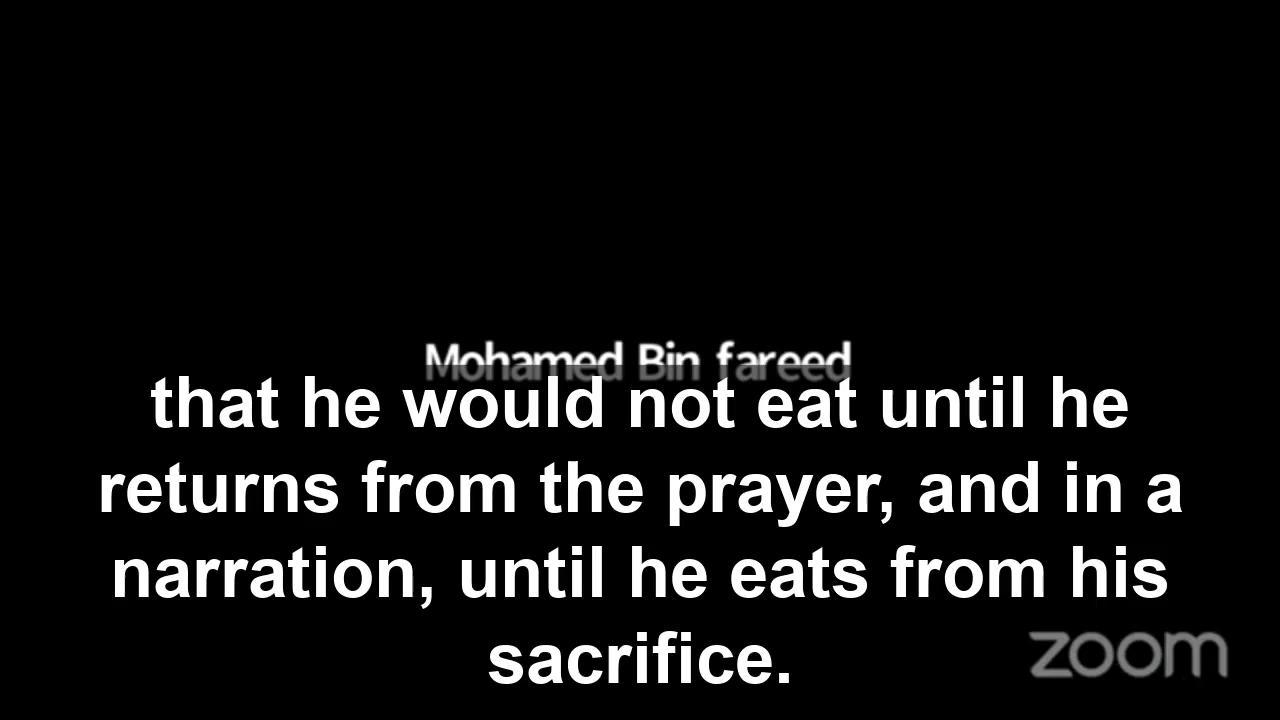 Mohamed Bin fareed
that he would not eat until he
returns from the prayer, and in a
narration, until he eats from his
sacrifice.
zoom